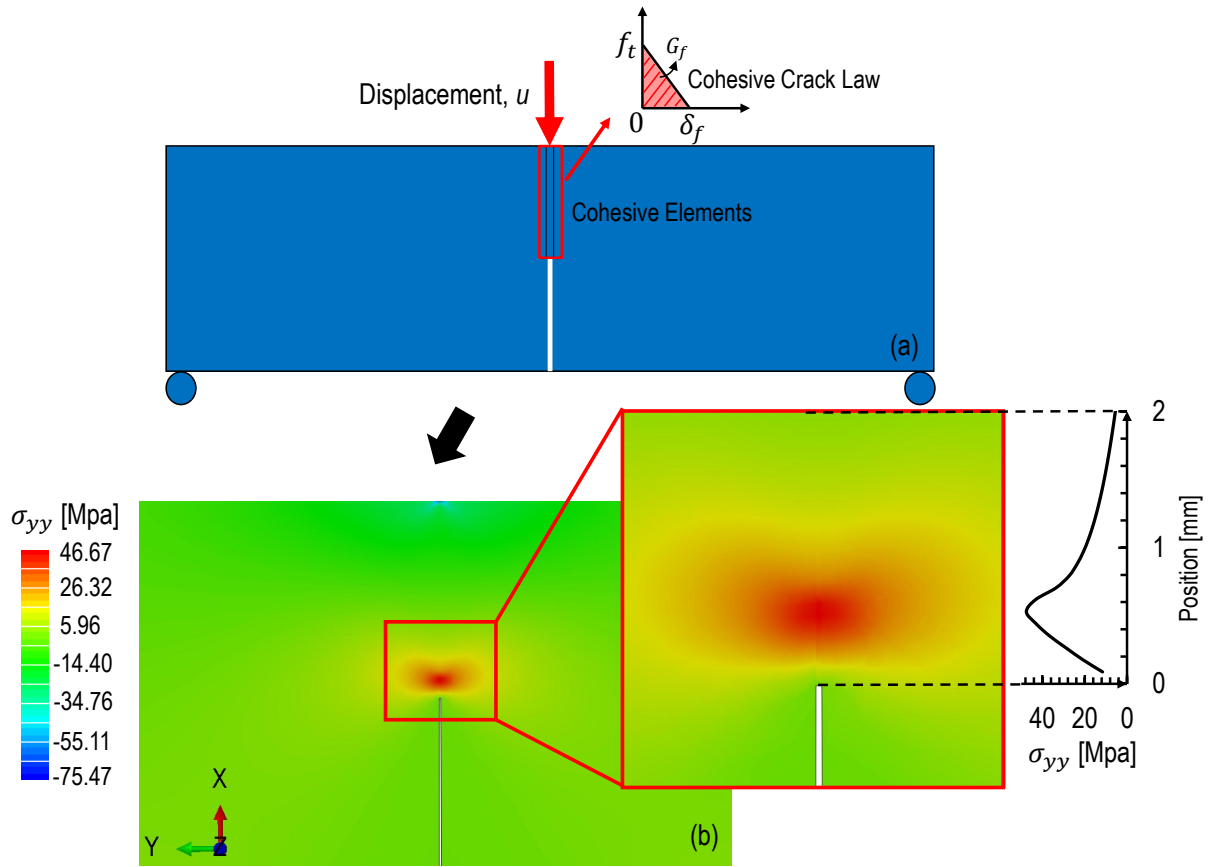 f_t
G_f
Cohesive Crack Law
0
δ_f
Displacement, u
Cohesive Elements
(a)
σ_yy [Mpa]
46.67
26.32
5.96
-14.40
-34.76
-55.11
-75.47
X
Y
Z
(b)
2
1
0
Position [mm]
40 20 0
σ_yy [Mpa]